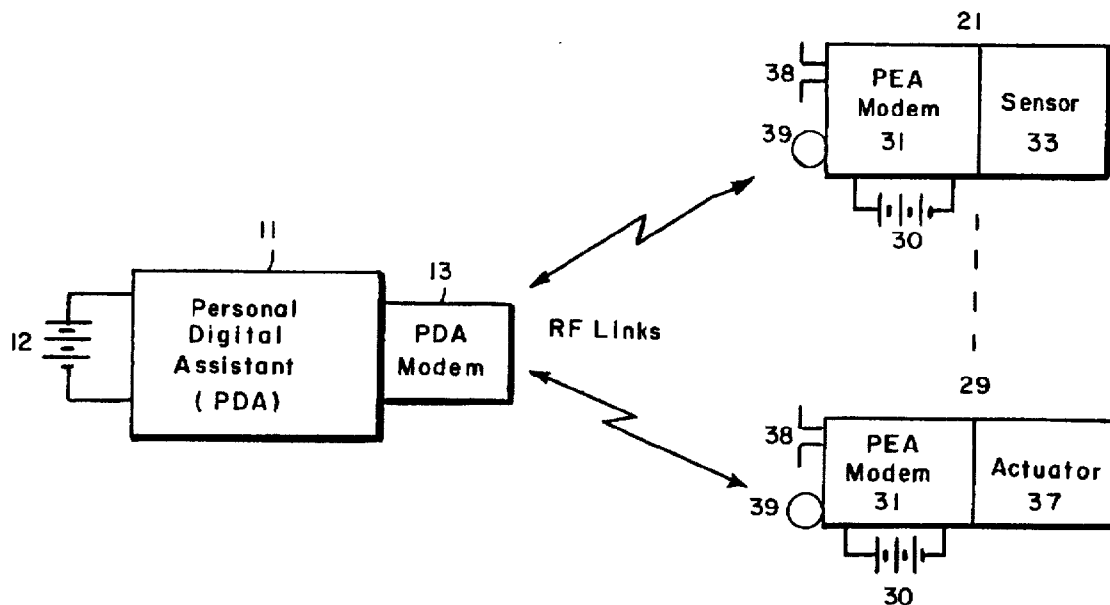 11
12
Personal
Digital
Assistant
(PDA)
13
PDA
Modem
RF Links
21
38
39
PEA
Modem
31
Sensor
33
30
29
38
39
PEA
Modem
31
Actuator
37
30